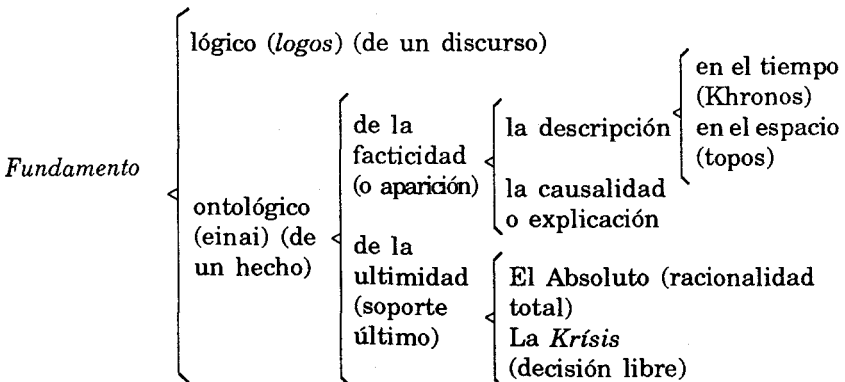 Fundamento
lógico (logos) (de un discurso)
ontológico
(einai) (de
un hecho)
de la
facticidad
(o aparición)
la descripción
en el tiempo
(Khronos)
en el espacio
(topos)
la causalidad
o explicación
de la
ultimidad
(soporte
último)
El Absoluto (racionalidad
total)
La Krísis
(decisión libre)